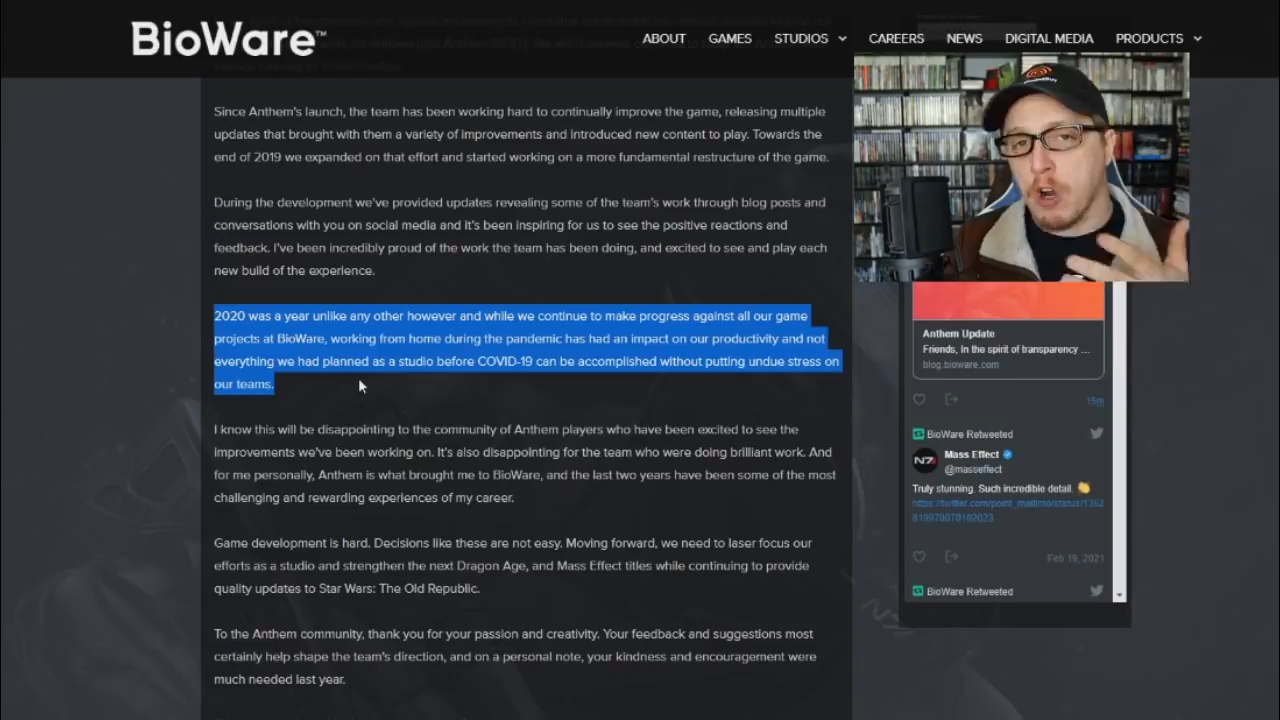 BioWare™
ABOUT GAMES STUDIOS CAREERS NEWS DIGITAL MEDIA PRODUCTS
Since Anthem's launch, the team has been working hard to continually improve the game, releasing multiple
updates that brought with them a variety of improvements and introduced new content to play. Towards the
end of 2019 we expanded on that effort and started working on a more fundamental restructure of the game.
During the development we've provided updates revealing some of the team's work through blog posts and
conversations with you on social media and it's been inspiring for us to see the positive reactions and
feedback. I've been incredibly proud of the work the team has been doing, and excited to see and play each
new build of the experience.
2020 was a year unlike any other however and while we continue to make progress against all our game
projects at BioWare, working from home during the pandemic has had an impact on our productivity and not
everything we had planned as a studio before COVID-19 can be accomplished without putting undue stress on
our teams.
I know this will be disappointing to the community of Anthem players who have been excited to see the
improvements we've been working on. It's also disappointing for the team who were doing brilliant work. And
for me personally, Anthem is what brought me to BioWare, and the last two years have been some of the most
challenging and rewarding experiences of my career.
Game development is hard. Decisions like these are not easy. Moving forward, we need to laser focus our
efforts as a studio and strengthen the next Dragon Age, and Mass Effect titles while continuing to provide
quality updates to Star Wars: The Old Republic.
To the Anthem community, thank you for your passion and creativity. Your feedback and suggestions most
certainly help shape the team's direction, and on a personal note, your kindness and encouragement were
much needed last year.
Anthem Update
Friends, In the spirit of transparency ...
blog.bioware.com
15m
BioWare Retweeted
N7
Mass Effect
@masseffect
Truly stunning. Such incredible detail. 👏
Feb 19, 2021
BioWare Retweeted